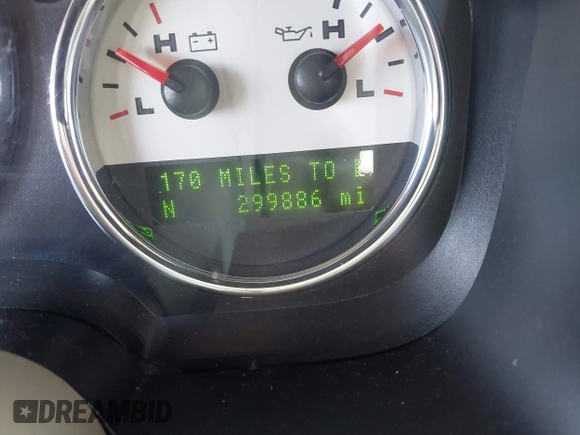 H H
L L
170 MILES TO E
N 299886 mi
DREAMBID